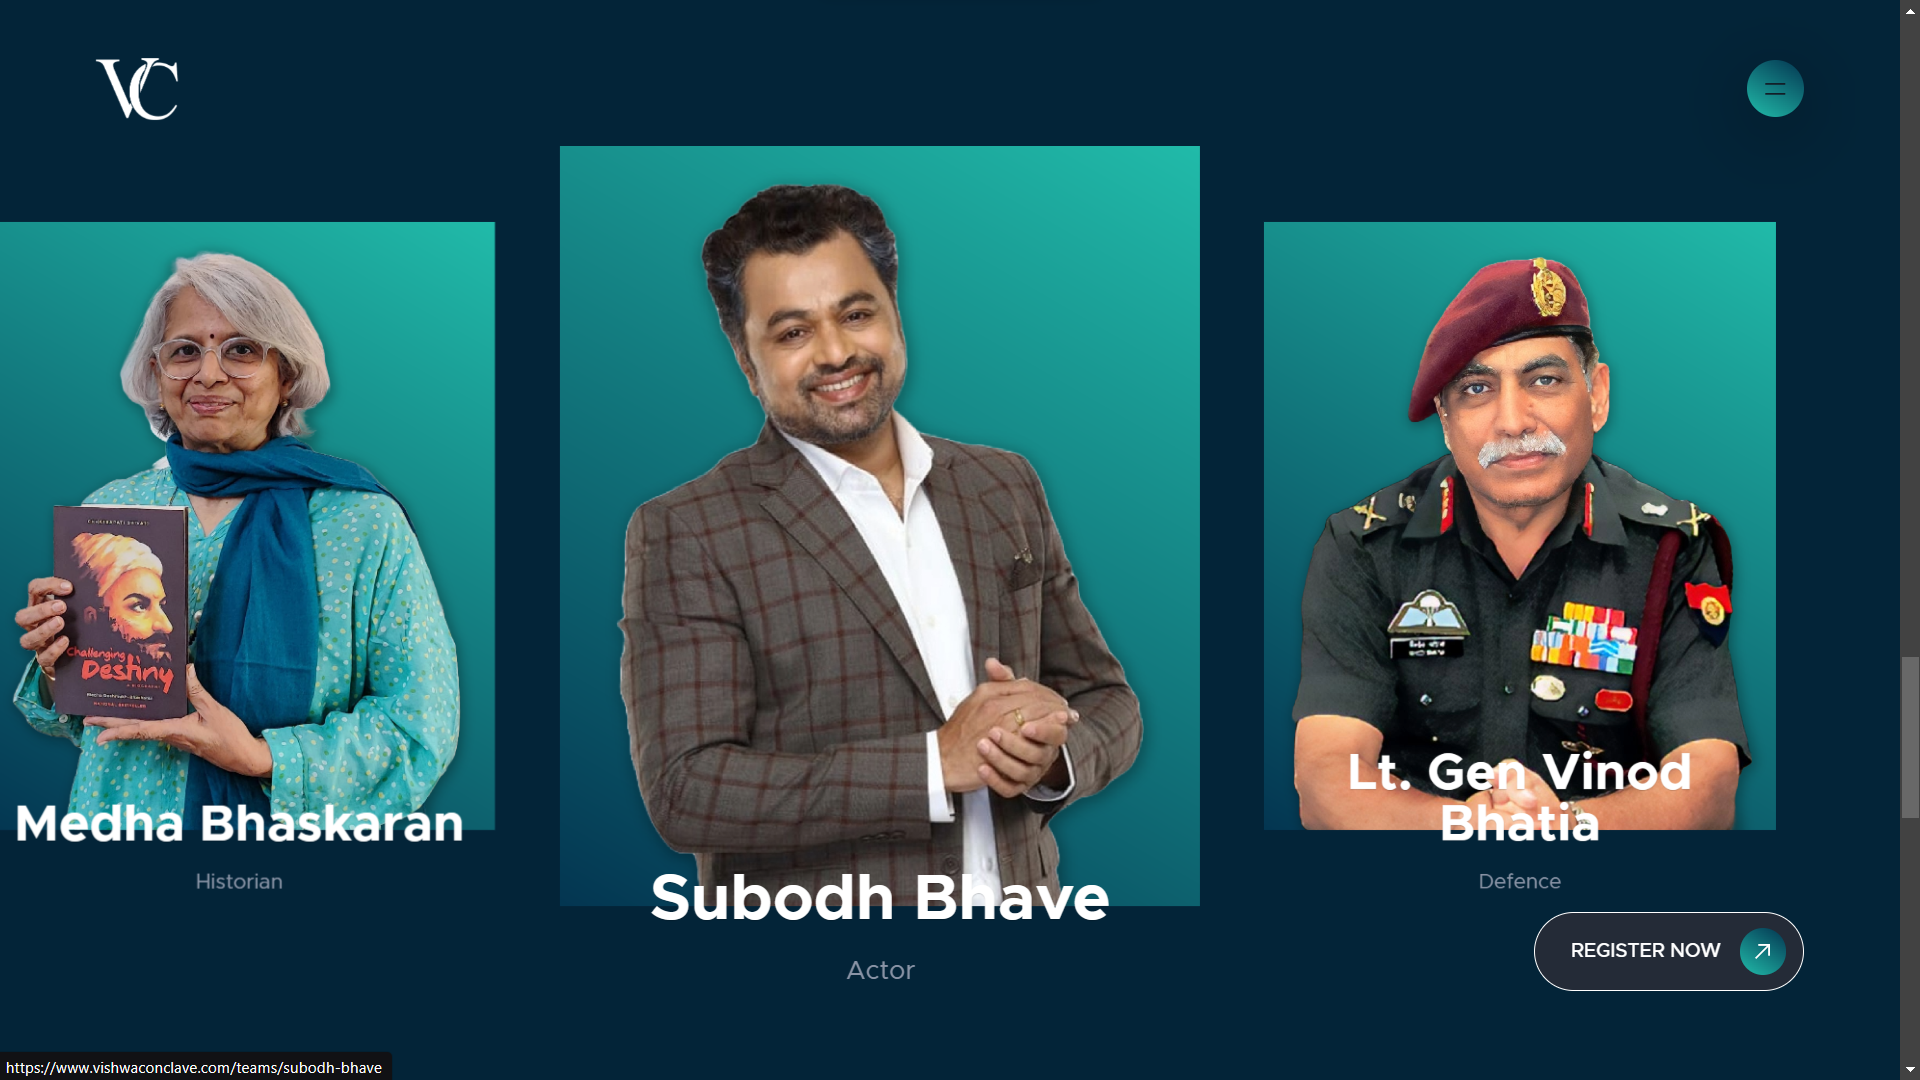 VC
CHHATRAPATI SHIVAJI
Challenging
Destiny
A BIOGRAPHY
Medha Bhaskaran
Historian
Subodh Bhave
Actor
Lt. Gen Vinod
Bhatia
Defence
REGISTER NOW
https://www.vishwaconclave.com/teams/subodh-bhave